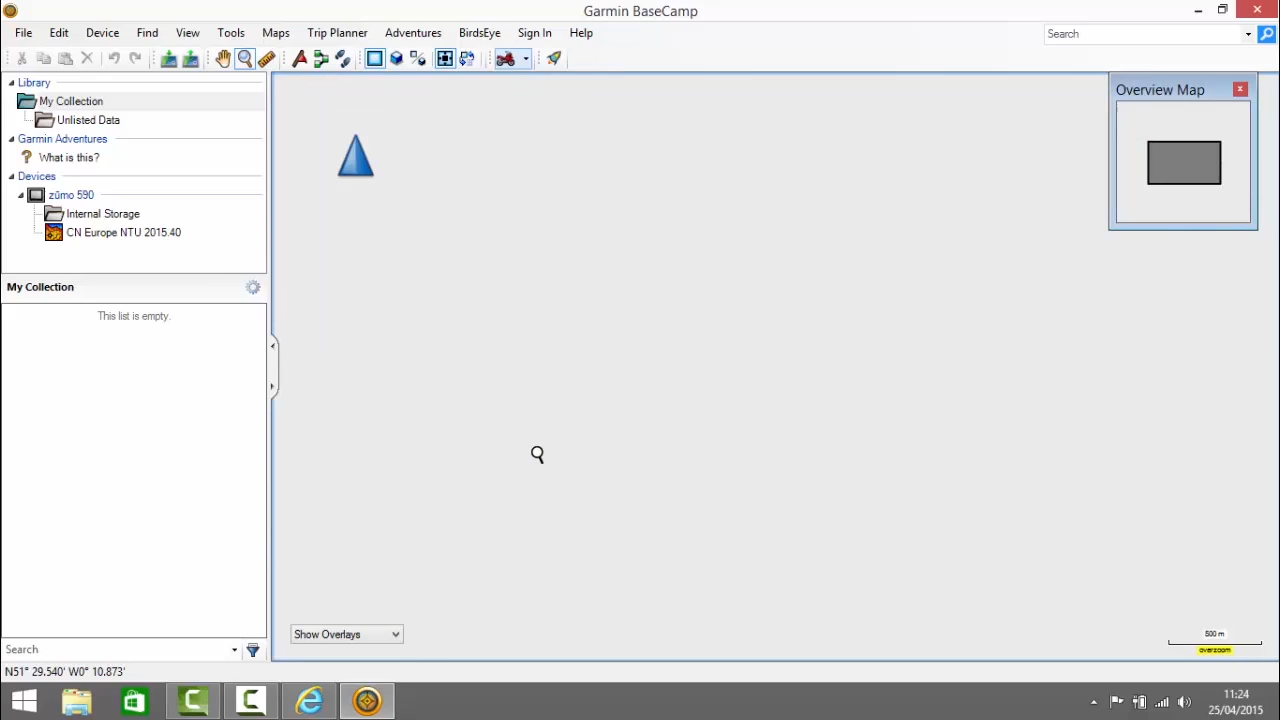 Garmin BaseCamp
File Edit Device Find View Tools Maps Trip Planner Adventures BirdsEye Sign In Help
Search
Library
My Collection
Unlisted Data
Garmin Adventures
What is this?
Devices
zūmo 590
Internal Storage
CN Europe NTU 2015.40
My Collection
This list is empty.
Search
N51° 29.540' W0° 10.873'
Overview Map
Show Overlays
500 m
overzoom
11:24
25/04/2015